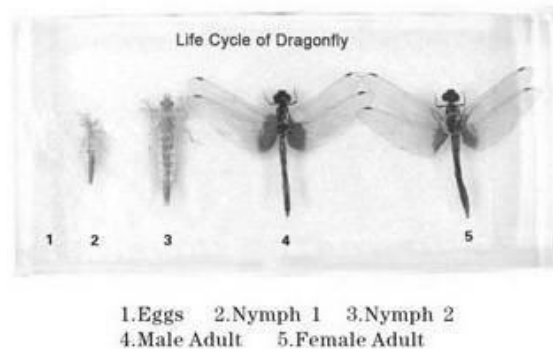 Life Cycle of Dragonfly
1 2 3 4 5
1.Eggs 2.Nymph 1 3.Nymph 2
4.Male Adult 5.Female Adult